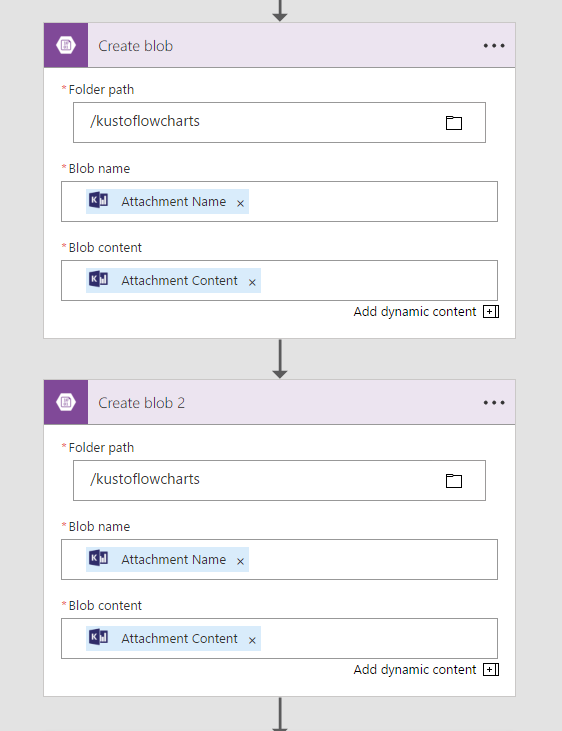 Create blob
*Folder path
/kustoflowcharts
*Blob name
Attachment Name ×
*Blob content
Attachment Content ×
Add dynamic content
Create blob 2
*Folder path
/kustoflowcharts
*Blob name
Attachment Name ×
*Blob content
Attachment Content ×
Add dynamic content